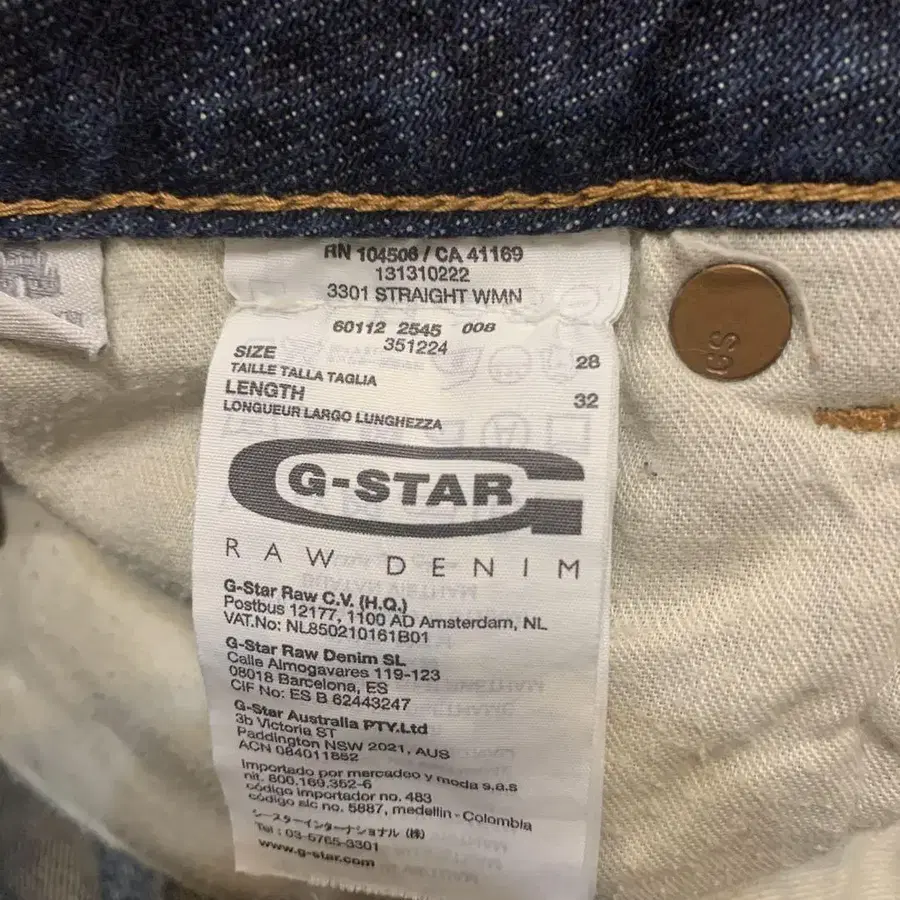 RN 104506 / CA 41169
131310222
3301 STRAIGHT WMN
60112 2545 008
351224
SIZE 28
TAILLE TALLA TAGLIA
LENGTH 32
LONGUEUR LARGO LUNGHEZZA
G-STAR
RAW DENIM
G-Star Raw C.V. (H.Q.)
Postbus 12177, 1100 AD Amsterdam, NL
VAT.No: NL850210161B01
G-Star Raw Denim SL
Calle Almogavares 119-123
08018 Barcelona, ES
CIF No: ES B 62443247
G-Star Australia PTY.Ltd
3b Victoria ST
Paddington NSW 2021, AUS
ACN 084011852
Importado por mercadeo y moda s.a.s
nit. 800.169.352-6
código importador no. 483
código sic no. 5887, medellin - Colombia
シースターインターナショナル (株)
Tel : 03-5765-3301
www.g-star.com
CS